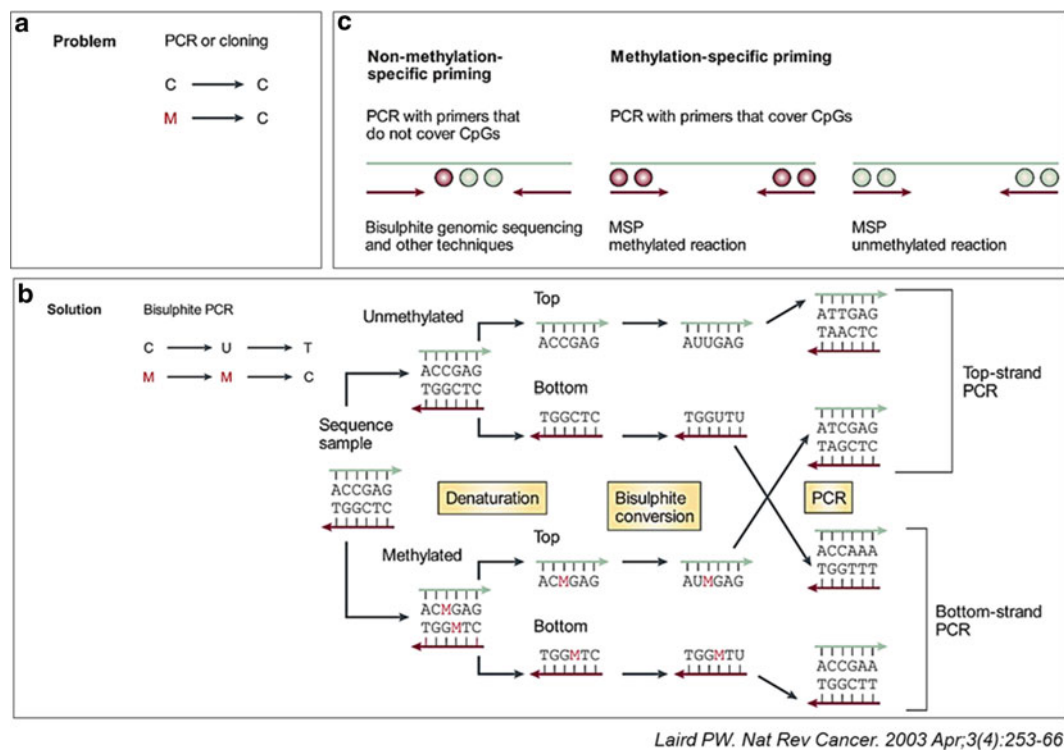 a
Problem
PCR or cloning
C C
M C
c
Non-methylation-
specific priming
PCR with primers that
do not cover CpGs
Bisulphite genomic sequencing
and other techniques
Methylation-specific priming
PCR with primers that cover CpGs
MSP
methylated reaction
MSP
unmethylated reaction
b
Solution
Bisulphite PCR
C U T
M M C
Sequence
sample
ACCGAG
TGGCTC
Unmethylated
ACCGAG
TGGCTC
Top
ACCGAG
AUUGAG
ATTGAG
TAACTC
Bottom
TGGCTC
TGGUTU
ATCGAG
TAGCTC
Top-strand
PCR
Denaturation
Bisulphite
conversion
PCR
Methylated
ACMGAG
TGGMTC
Top
ACMGAG
AUMGAG
ACCAAA
TGGTTT
Bottom
TGGMTC
TGGMTU
ACCGAA
TGGCTT
Bottom-strand
PCR
Laird PW. Nat Rev Cancer. 2003 Apr;3(4):253-66